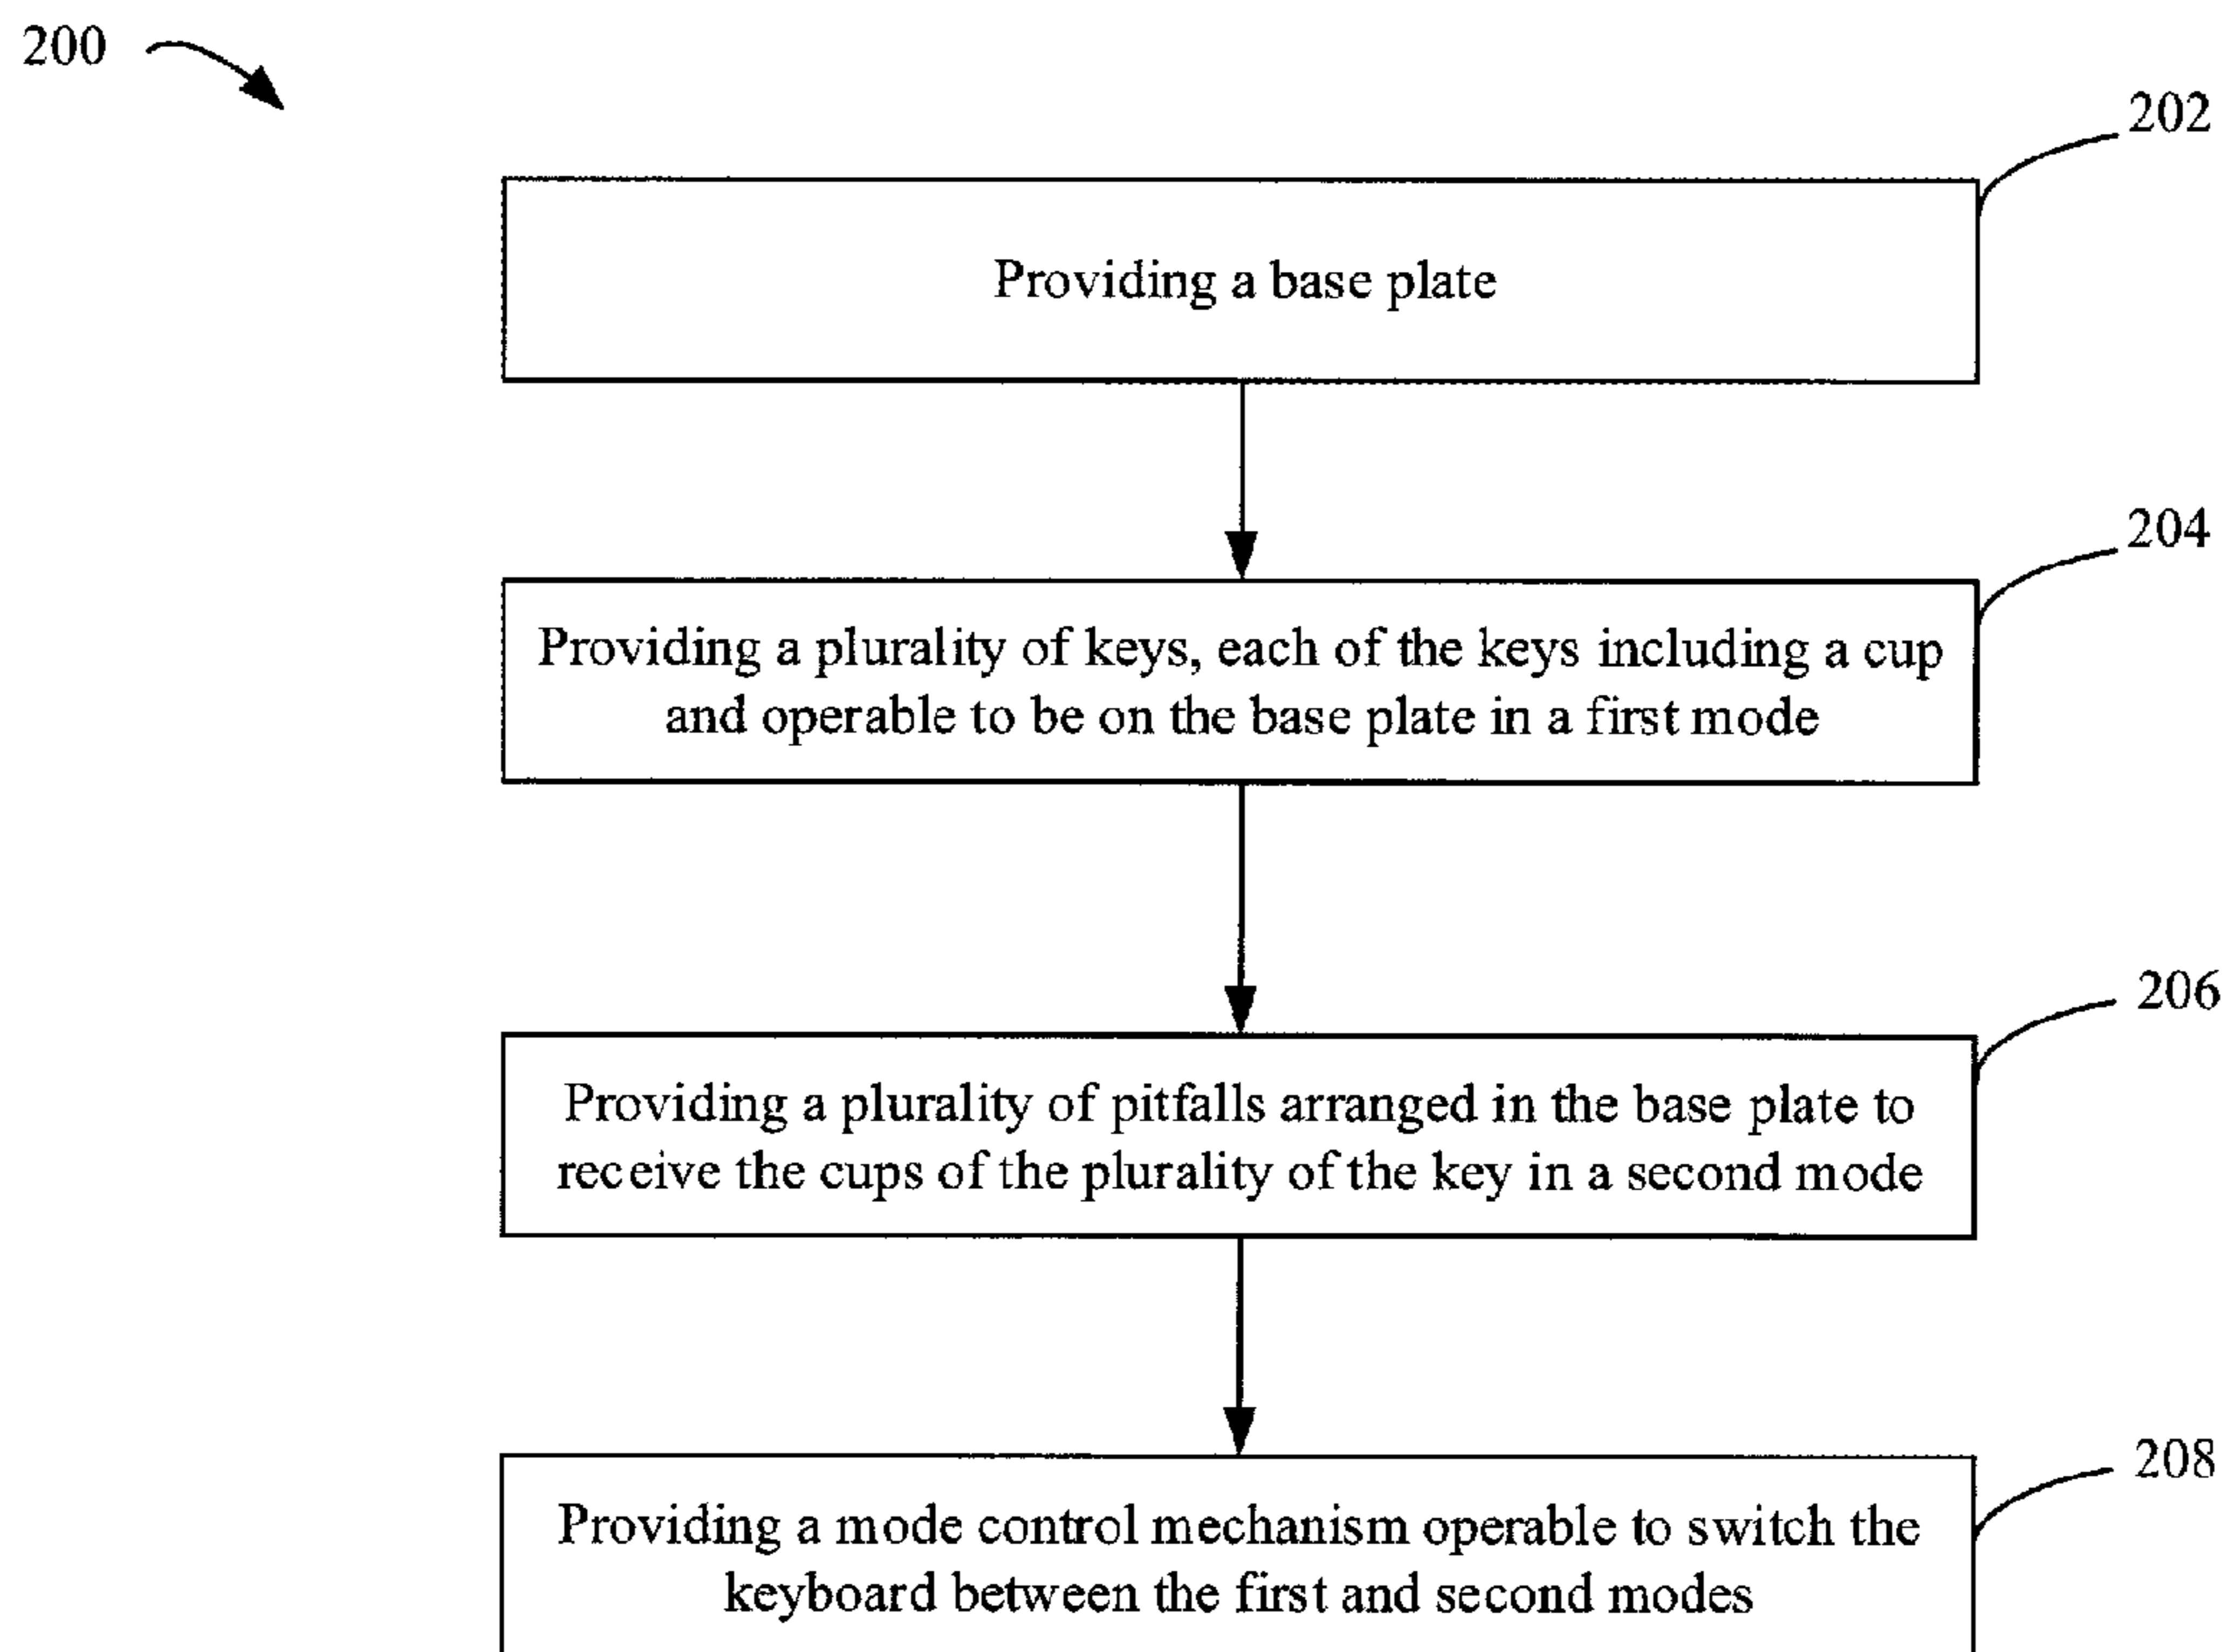 200
202
Providing a base plate
204
Providing a plurality of keys, each of the keys including a cup
and operable to be on the base plate in a first mode
206
Providing a plurality of pitfalls arranged in the base plate to
receive the cups of the plurality of the key in a second mode
208
Providing a mode control mechanism operable to switch the
keyboard between the first and second modes